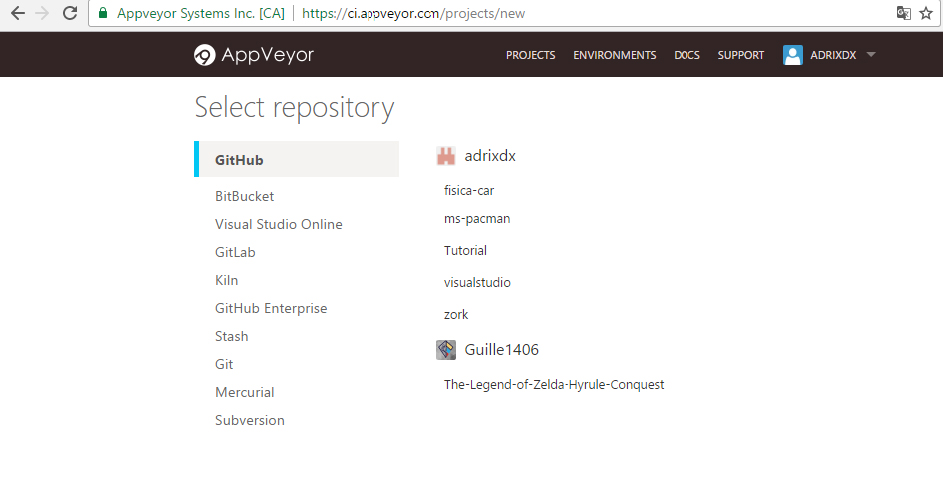 Appveyor Systems Inc. [CA] https://ci.appveyor.com/projects/new
AppVeyor PROJECTS ENVIRONMENTS DOCS SUPPORT ADRIXDX
Select repository
GitHub
BitBucket
Visual Studio Online
GitLab
Kiln
GitHub Enterprise
Stash
Git
Mercurial
Subversion
adrixdx
fisica-car
ms-pacman
Tutorial
visualstudio
zork
Guille1406
The-Legend-of-Zelda-Hyrule-Conquest